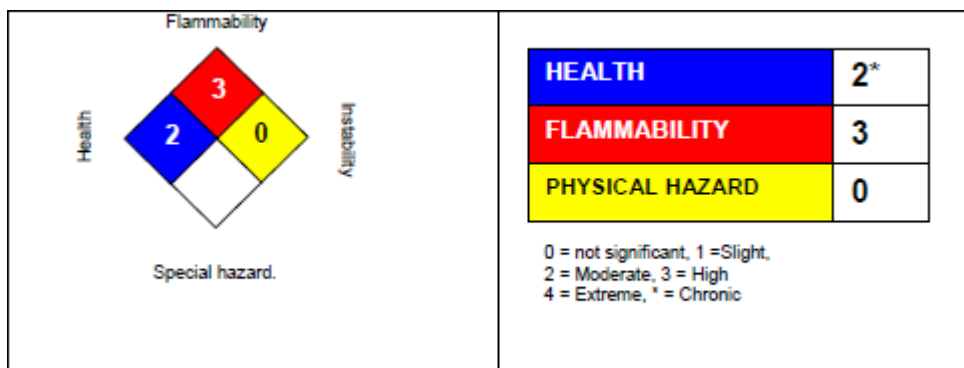 Flammability
3
Health
2
0
Instability
Special hazard.
HEALTH 2*
FLAMMABILITY 3
PHYSICAL HAZARD 0
0 = not significant, 1 =Slight,
2 = Moderate, 3 = High
4 = Extreme, * = Chronic